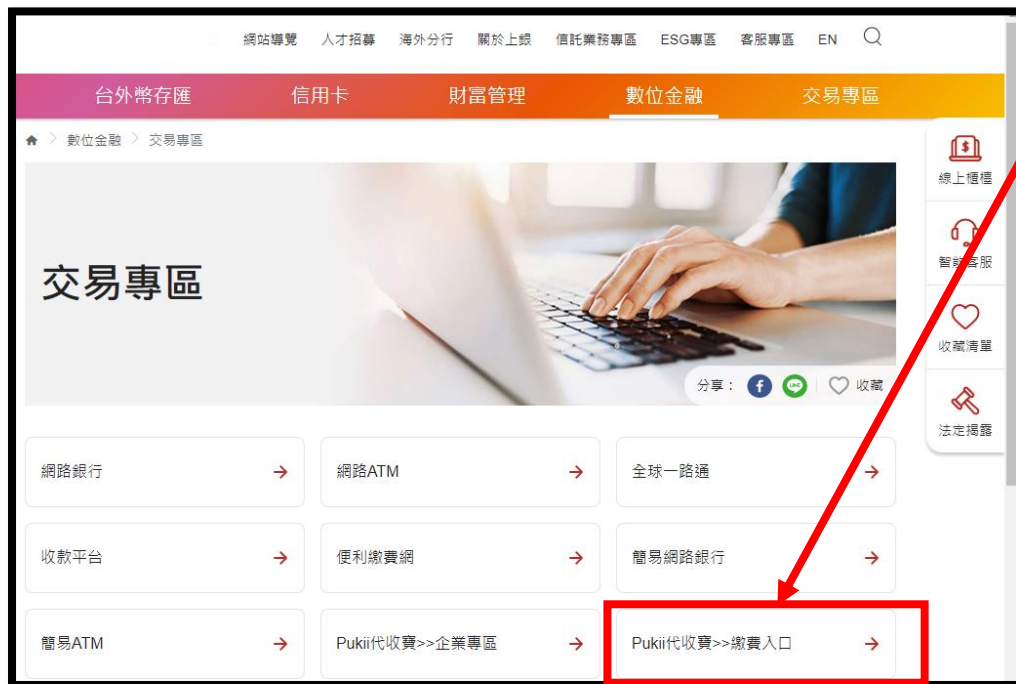 網站導覽 人才招募 海外分行 關於上銀 信託業務專區 ESG專區 客服專區 EN
台外幣存匯 信用卡 財富管理 數位金融 交易專區
數位金融 > 交易專區
線上櫃檯
智能客服
交易專區
收藏清單
分享： 收藏
法定揭露
網路銀行 網路ATM 全球一路通
收款平台 便利繳費網 簡易網路銀行
簡易ATM Pukii代收寶>>企業專區 Pukii代收寶>>繳費入口